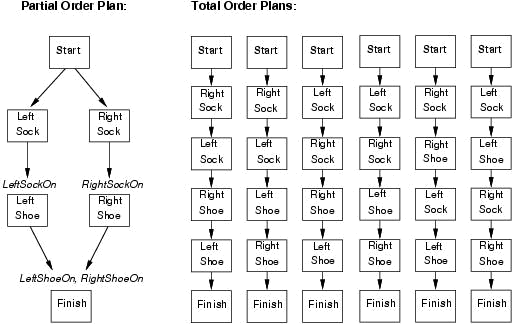 Partial Order Plan:
Start
Left Right
Sock Sock
LeftSockOn RightSockOn
Left Right
Shoe Shoe
LeftShoeOn, RightShoeOn
Finish
Total Order Plans:
Start Start Start Start Start Start
Right Right Left Left Right Left
Sock Sock Sock Sock Sock Sock
Left Left Right Right Right Left
Sock Sock Sock Sock Shoe Shoe
Right Left Right Left Left Right
Shoe Shoe Shoe Shoe Sock Sock
Left Right Left Right Left Right
Shoe Shoe Shoe Shoe Shoe Shoe
Finish Finish Finish Finish Finish Finish